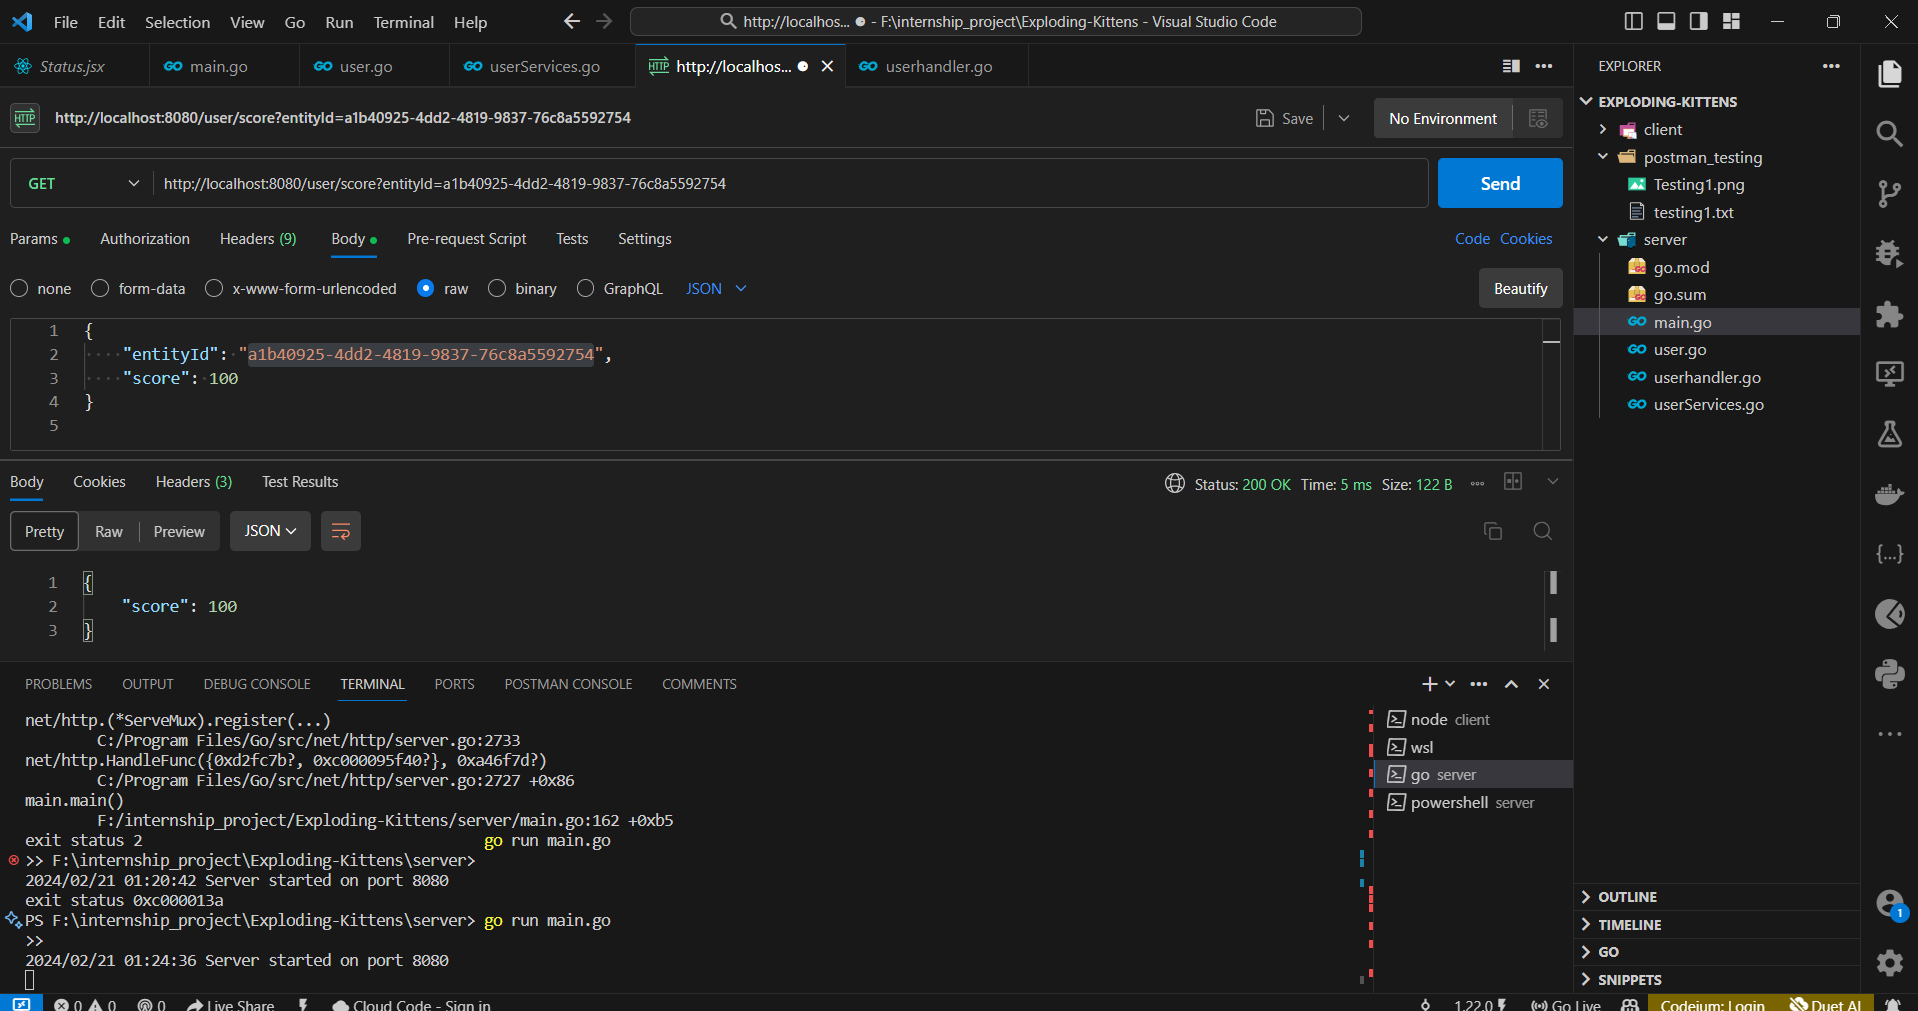 File Edit Selection View Go Run Terminal Help
http://localhos... ● - F:\internship_project\Exploding-Kittens - Visual Studio Code
Status.jsx
main.go
user.go
userServices.go
http://localhos... ●
userhandler.go
HTTP http://localhost:8080/user/score?entityId=a1b40925-4dd2-4819-9837-76c8a5592754
Save
No Environment
GET http://localhost:8080/user/score?entityId=a1b40925-4dd2-4819-9837-76c8a5592754
Send
Params Authorization Headers (9) Body Pre-request Script Tests Settings
Code Cookies
none form-data x-www-form-urlencoded raw binary GraphQL JSON
Beautify
1 {
2 ····"entityId":·"a1b40925-4dd2-4819-9837-76c8a5592754",
3 ····"score":·100
4 }
5
Body Cookies Headers (3) Test Results
Status: 200 OK Time: 5 ms Size: 122 B
Pretty Raw Preview JSON
1 {
2 "score": 100
3 }
PROBLEMS OUTPUT DEBUG CONSOLE TERMINAL PORTS POSTMAN CONSOLE COMMENTS
net/http.(*ServeMux).register(...)
C:/Program Files/Go/src/net/http/server.go:2733
net/http.HandleFunc({0xd2fc7b?, 0xc000095f40?}, 0xa46f7d?)
C:/Program Files/Go/src/net/http/server.go:2727 +0x86
main.main()
F:/internship_project/Exploding-Kittens/server/main.go:162 +0xb5
exit status 2 go run main.go
>> F:\internship_project\Exploding-Kittens\server>
2024/02/21 01:20:42 Server started on port 8080
exit status 0xc000013a
PS F:\internship_project\Exploding-Kittens\server> go run main.go
>>
2024/02/21 01:24:36 Server started on port 8080
node client
wsl
go server
powershell server
EXPLORER
EXPLODING-KITTENS
client
postman_testing
Testing1.png
testing1.txt
server
go.mod
go.sum
main.go
user.go
userhandler.go
userServices.go
OUTLINE
TIMELINE
GO
SNIPPETS
1
0 0 0 Live Share Cloud Code - Sign in
1.22.0 Go Live Codeium: Login Duet AI